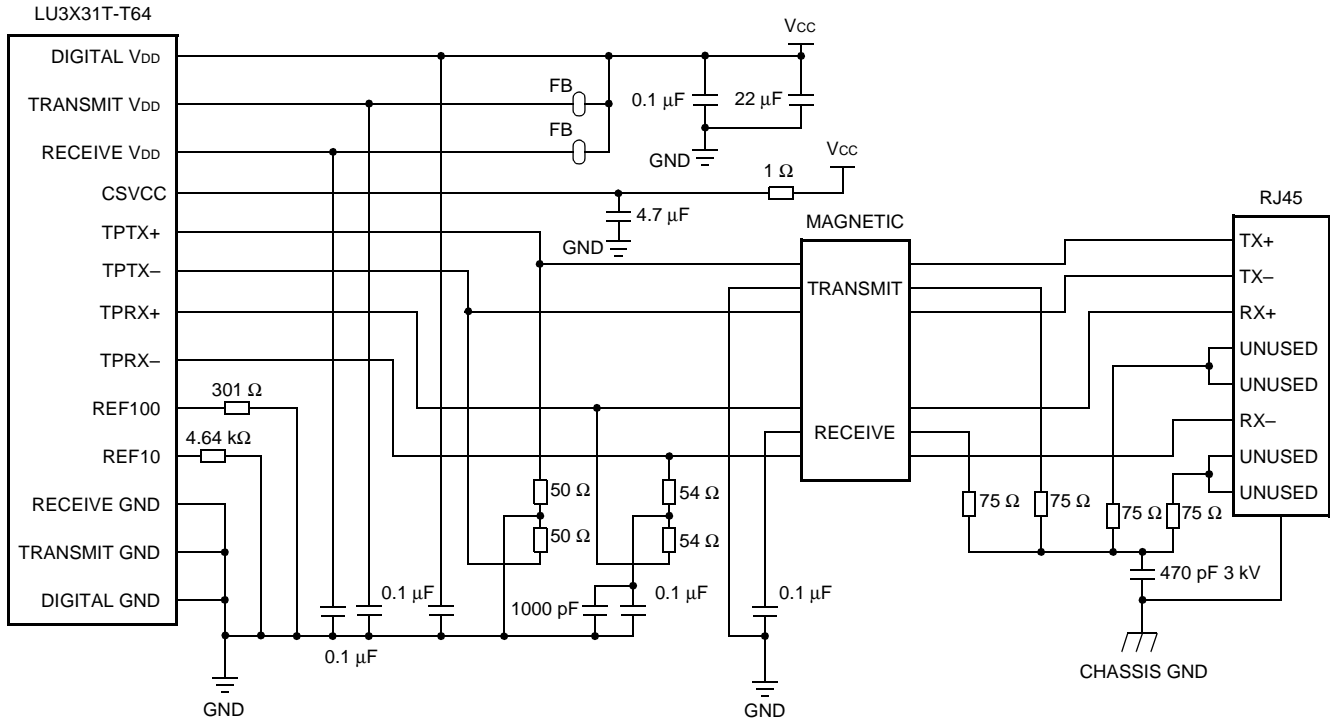 LU3X31T-T64
DIGITAL VDD
TRANSMIT VDD
RECEIVE VDD
CSVCC
TPTX+
TPTX–
TPRX+
TPRX–
REF100
REF10
RECEIVE GND
TRANSMIT GND
DIGITAL GND
301 Ω
4.64 kΩ
FB
FB
VCC
0.1 µF
22 µF
GND
VCC
1 Ω
4.7 µF
GND
MAGNETIC
TRANSMIT
RECEIVE
RJ45
TX+
TX–
RX+
UNUSED
UNUSED
RX–
UNUSED
UNUSED
50 Ω
50 Ω
54 Ω
54 Ω
75 Ω
75 Ω
75 Ω
75 Ω
0.1 µF
0.1 µF
1000 pF
0.1 µF
0.1 µF
470 pF 3 kV
GND
GND
CHASSIS GND